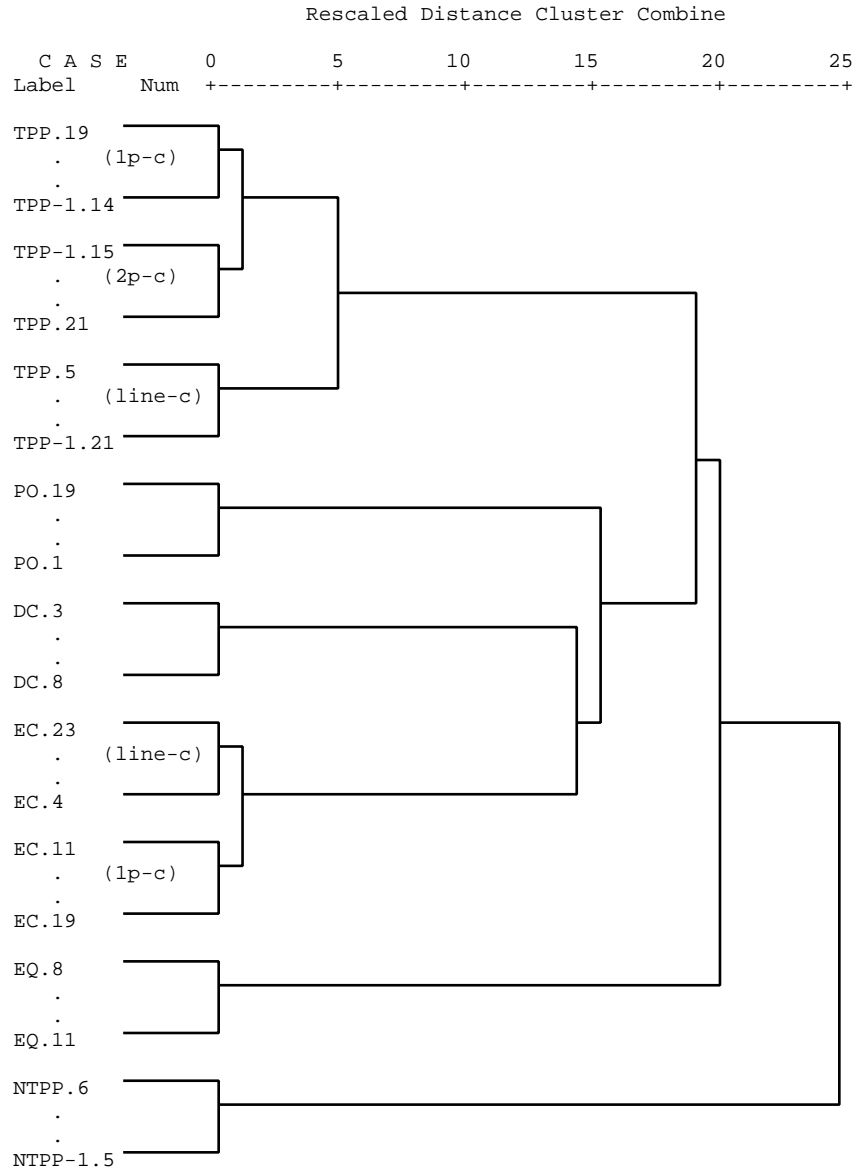 Rescaled Distance Cluster Combine
C A S E 0 5 10 15 20 25
Label Num +---------+---------+---------+---------+---------+
TPP.19
. (1p-c)
.
TPP-1.14
TPP-1.15
. (2p-c)
.
TPP.21
TPP.5
. (line-c)
.
TPP-1.21
PO.19
.
.
PO.1
DC.3
.
.
DC.8
EC.23
. (line-c)
.
EC.4
EC.11
. (1p-c)
.
EC.19
EQ.8
.
.
EQ.11
NTPP.6
.
.
NTPP-1.5